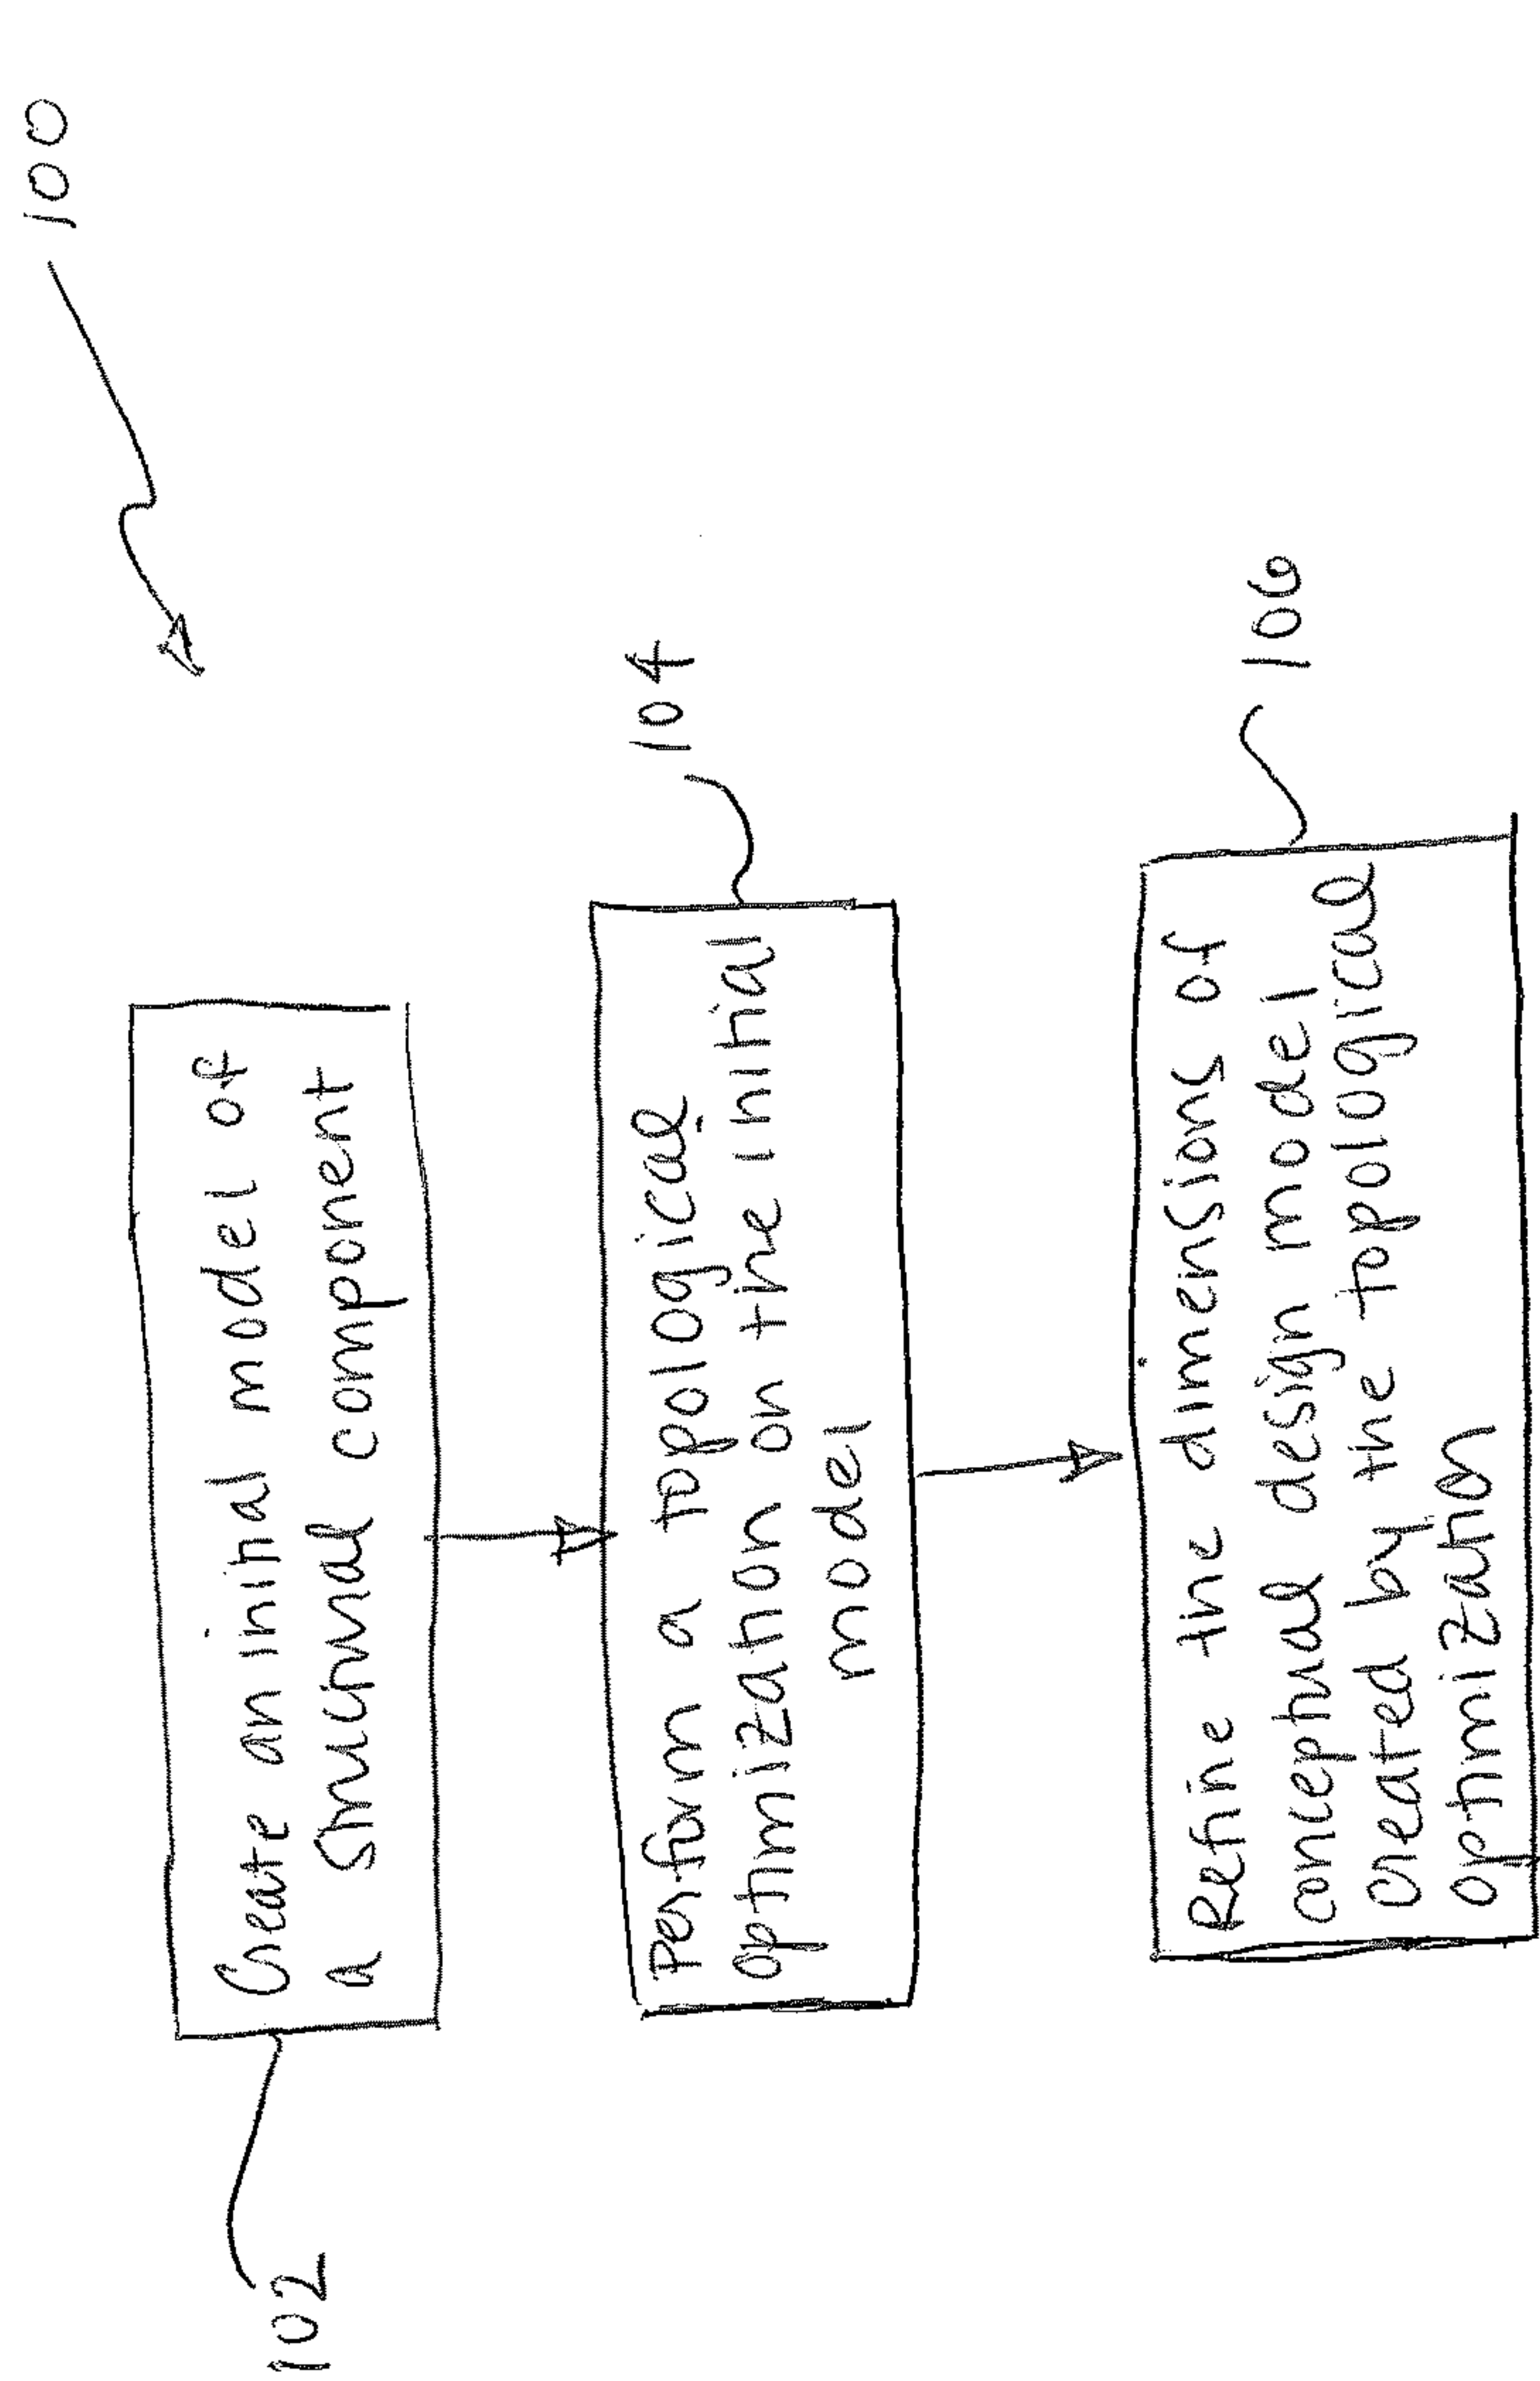 100
102
Create an initial model of
a structural component
104
Perform a topological
optimization on the initial
model
106
Refine the dimensions of
conceptual design model
created by the topological
optimization